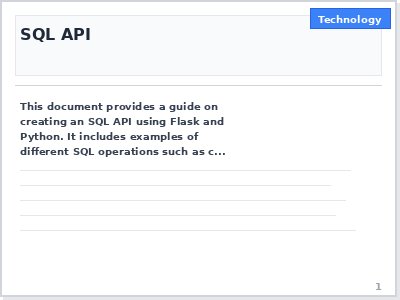 Technology
SQL API
This document provides a guide on
creating an SQL API using Flask and
Python. It includes examples of
different SQL operations such as c...
1